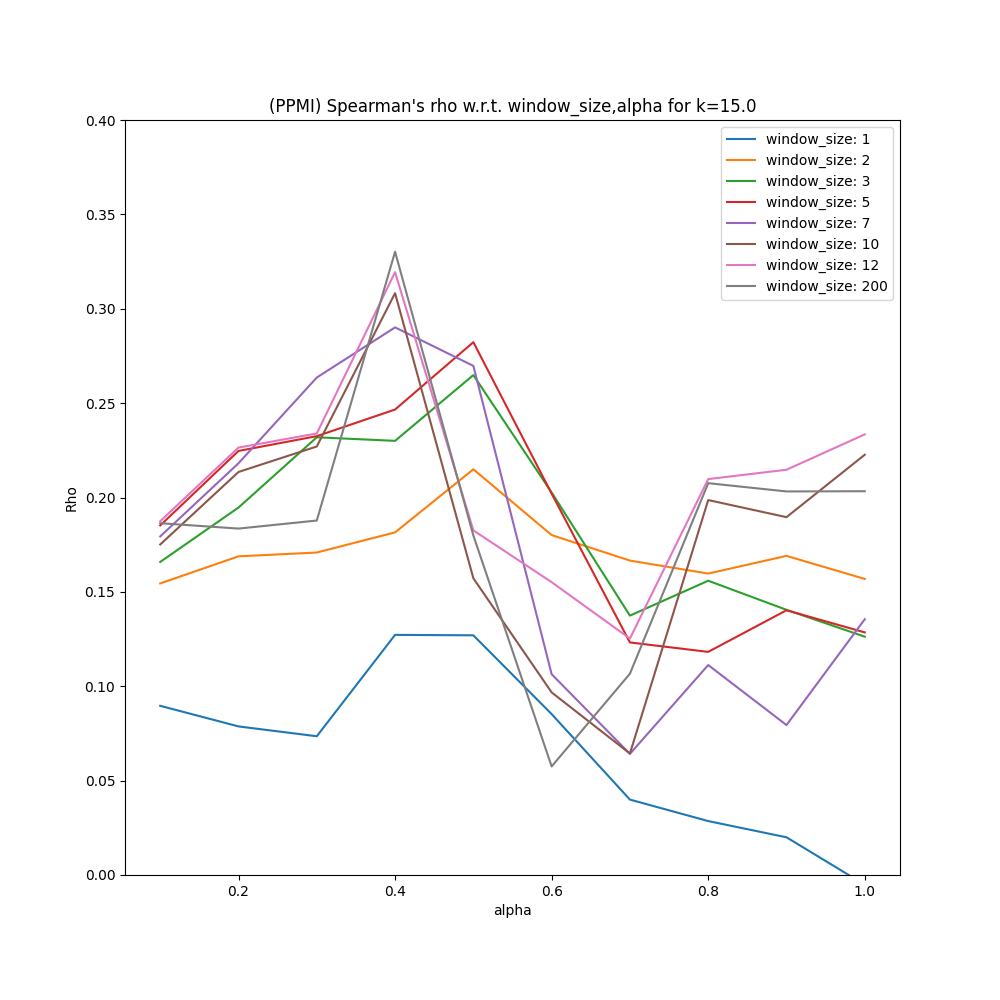 (PPMI) Spearman's rho w.r.t. window_size,alpha for k=15.0
0.40
0.35
0.30
0.25
0.20
0.15
0.10
0.05
0.00
Rho
window_size: 1
window_size: 2
window_size: 3
window_size: 5
window_size: 7
window_size: 10
window_size: 12
window_size: 200
0.2 0.4 0.6 0.8 1.0
alpha